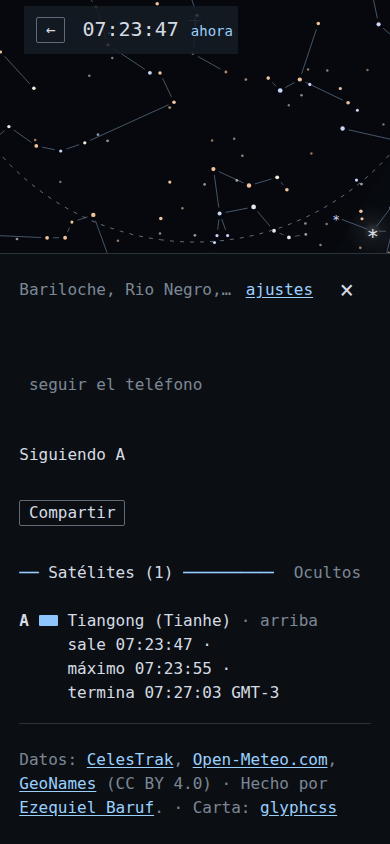 ← 07:23:47 ahora
Bariloche, Rio Negro,… ajustes ×
seguir el teléfono
Siguiendo A
Compartir
Satélites (1) Ocultos
A Tiangong (Tianhe) · arriba
sale 07:23:47 ·
máximo 07:23:55 ·
termina 07:27:03 GMT-3
Datos: CelesTrak, Open-Meteo.com,
GeoNames (CC BY 4.0) · Hecho por
Ezequiel Baruf. · Carta: glyphcss